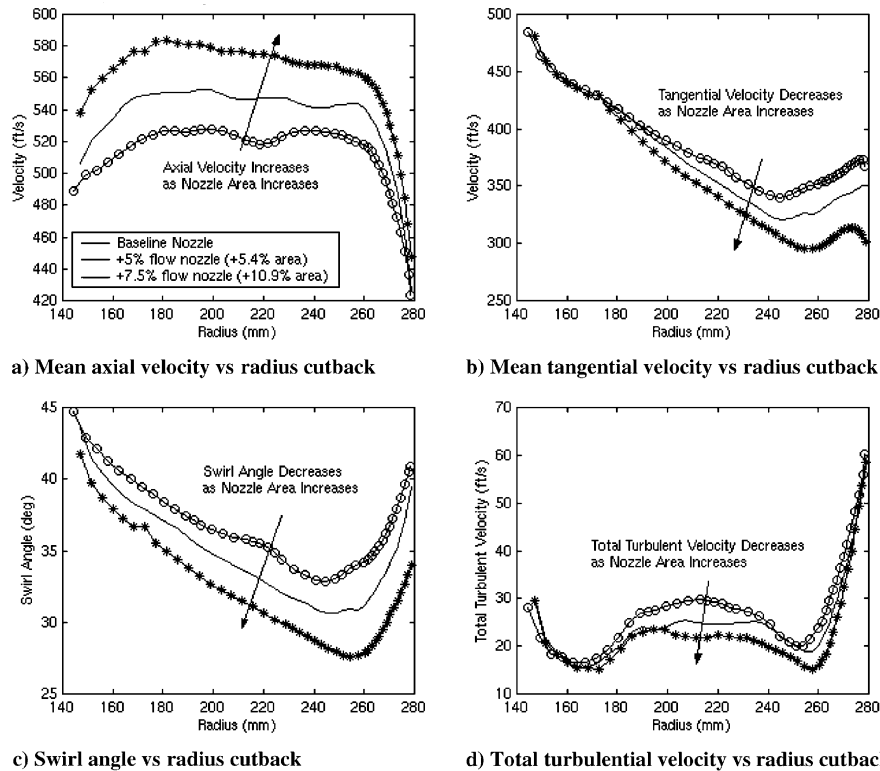 600
580
560
540
520
500
480
460
440
420
Velocity (ft/s)
Axial Velocity Increases
as Nozzle Area Increases
Baseline Nozzle
+5% flow nozzle (+5.4% area)
+7.5% flow nozzle (+10.9% area)
140 160 180 200 220 240 260 280
Radius (mm)
a) Mean axial velocity vs radius cutback
500
450
400
350
300
250
Velocity (ft/s)
Tangential Velocity Decreases
as Nozzle Area Increases
140 160 180 200 220 240 260 280
Radius (mm)
b) Mean tangential velocity vs radius cutback
45
40
35
30
25
Swirl Angle (deg)
Swirl Angle Decreases
as Nozzle Area Increases
140 160 180 200 220 240 260 280
Radius (mm)
c) Swirl angle vs radius cutback
70
60
50
40
30
20
10
Total Turbulent Velocity (ft/s)
Total Turbulent Velocity Decreases
as Nozzle Area Increases
140 160 180 200 220 240 260 280
Radius (mm)
d) Total turbulential velocity vs radius cutbac